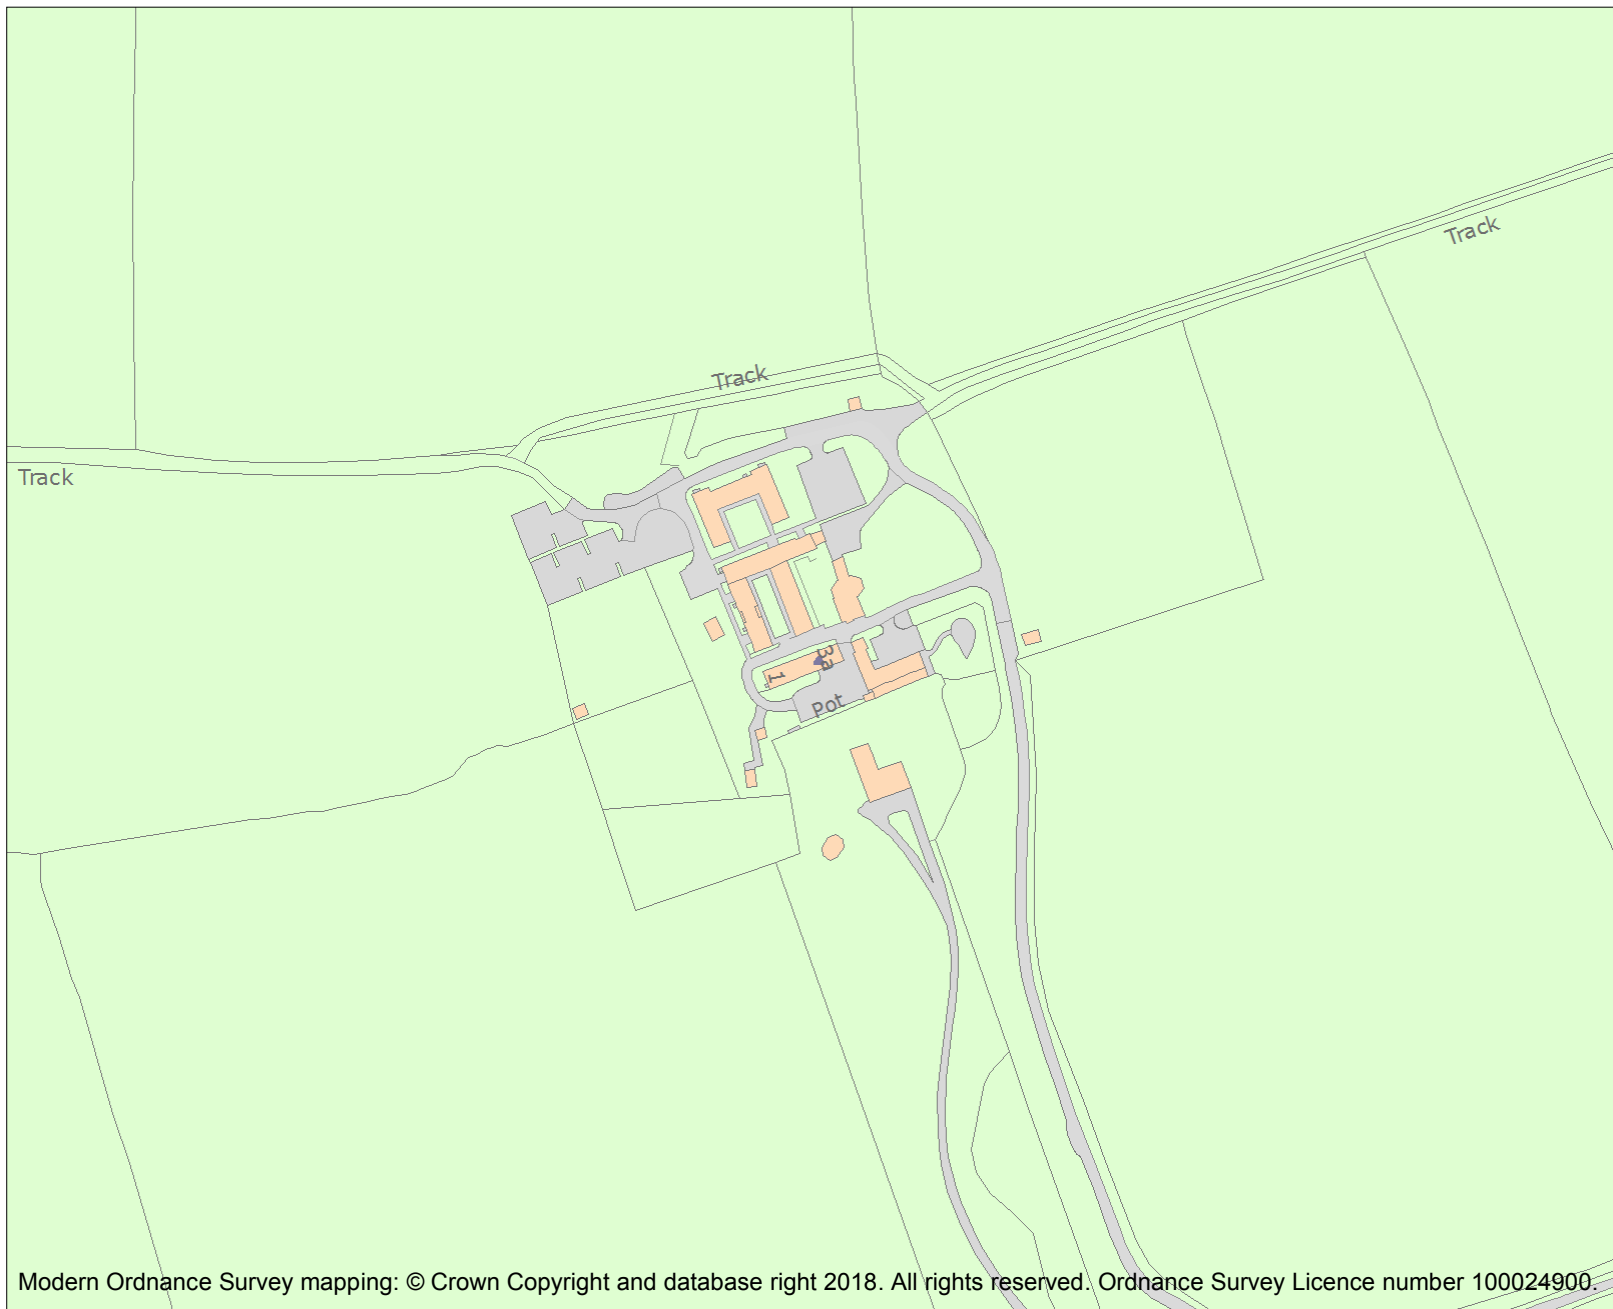 Track
Track
Track
3a
1
Pot
Modern Ordnance Survey mapping: © Crown Copyright and database right 2018. All rights reserved. Ordnance Survey Licence number 100024900.